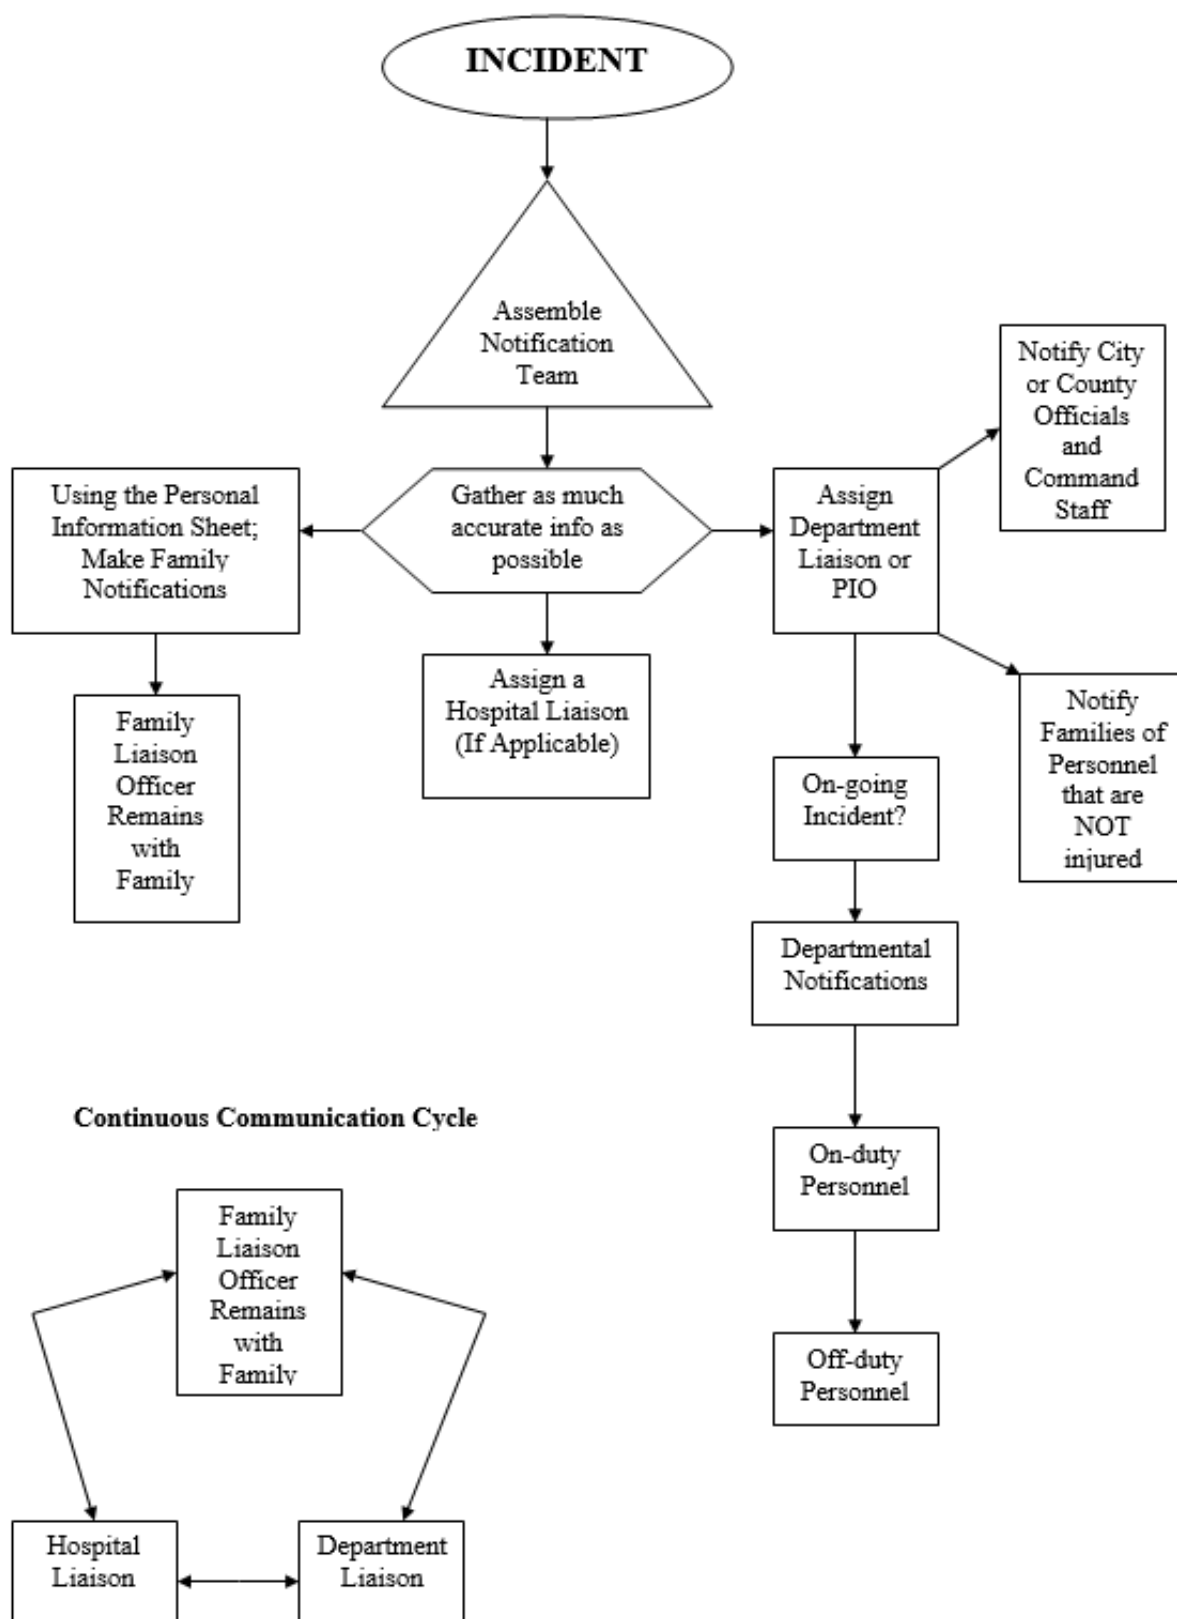 INCIDENT
Assemble
Notification
Team
Notify City
or County
Officials
and
Command
Staff
Using the Personal
Information Sheet;
Make Family
Notifications
Gather as much
accurate info as
possible
Assign
Department
Liaison or
PIO
Family
Liaison
Officer
Remains
with
Family
Assign a
Hospital Liaison
(If Applicable)
Notify
Families of
Personnel
that are
NOT
injured
On-going
Incident?
Departmental
Notifications
On-duty
Personnel
Off-duty
Personnel
Continuous Communication Cycle
Family
Liaison
Officer
Remains
with
Family
Hospital
Liaison
Department
Liaison